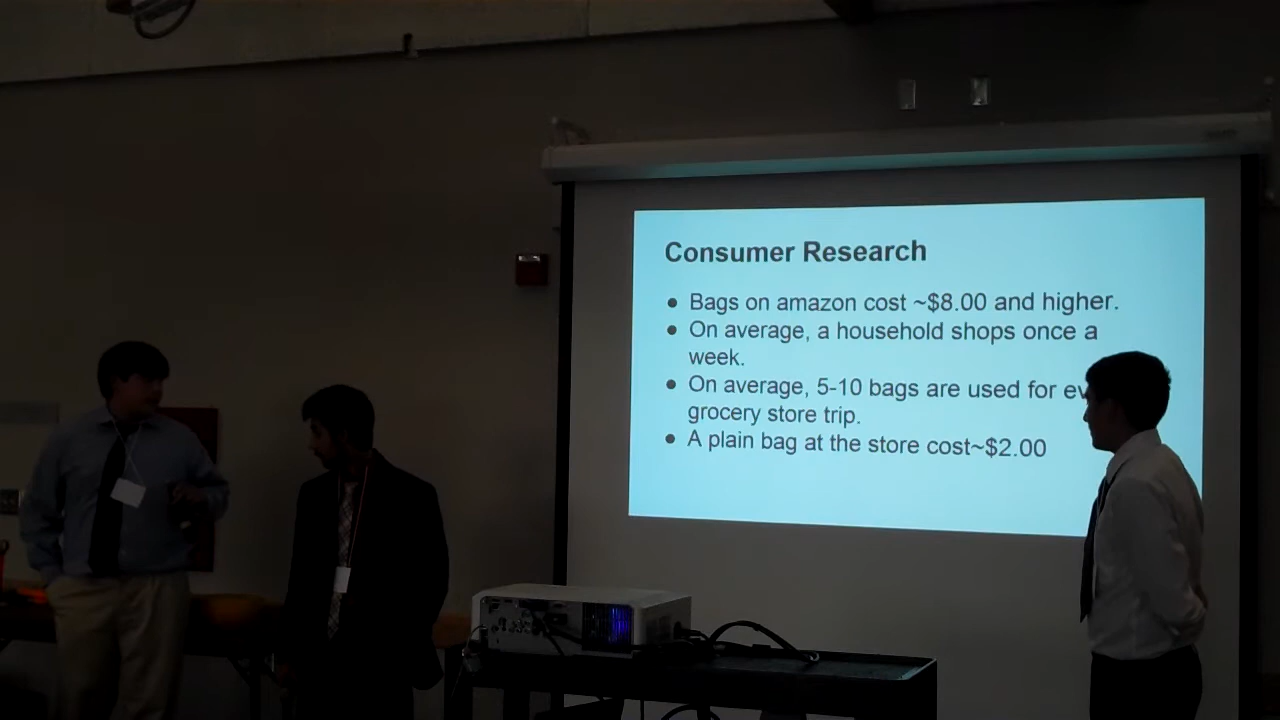 Consumer Research
● Bags on amazon cost ~$8.00 and higher.
● On average, a household shops once a
week.
● On average, 5-10 bags are used for ev
grocery store trip.
● A plain bag at the store cost~$2.00